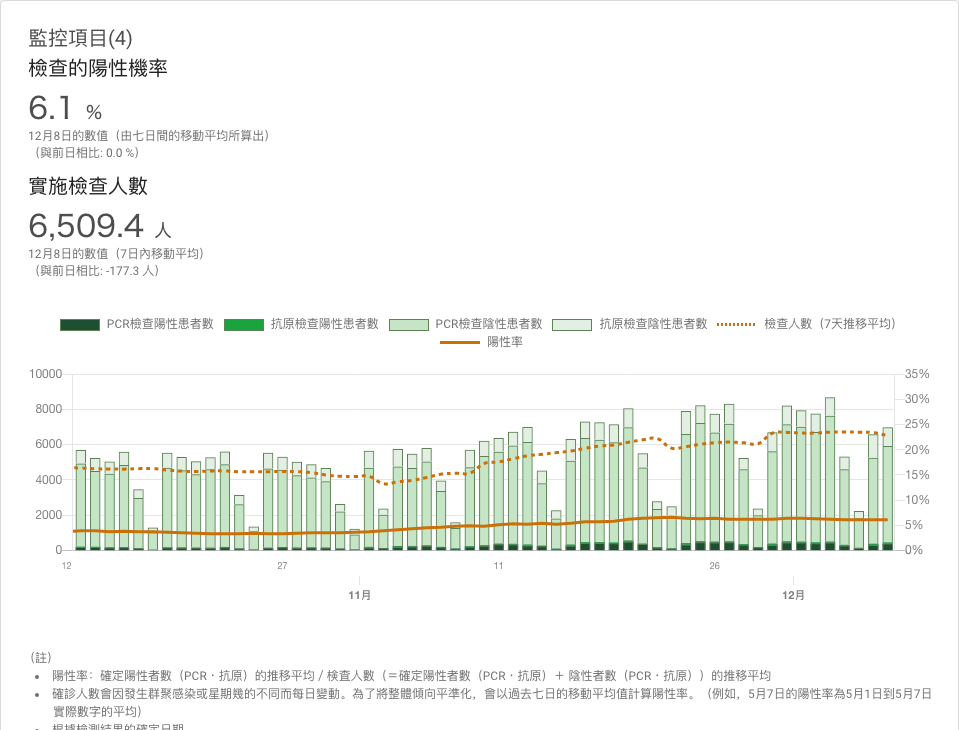 監控項目(4)
檢查的陽性機率
6.1 %
12月8日的數值（由七日間的移動平均所算出）
（與前日相比: 0.0 %）
實施檢查人數
6,509.4 人
12月8日的數值（7日內移動平均）
（與前日相比: -177.3 人）
PCR檢查陽性患者數 抗原檢查陽性患者數 PCR檢查陰性患者數 抗原檢查陰性患者數 檢查人數（7天推移平均）
陽性率
10000 35%
30%
8000
25%
6000 20%
4000 15%
10%
2000
5%
0 0%
12 27 11 26
11月 12月
（註）
陽性率：確定陽性者數（PCR・抗原）的推移平均 / 検査人數（＝確定陽性者數（PCR・抗原）＋ 陰性者數（PCR・抗原））的推移平均
確診人數會因發生群聚感染或星期幾的不同而每日變動。為了將整體傾向平準化，會以過去七日的移動平均值計算陽性率。（例如，5月7日的陽性率為5月1日到5月7日
實際數字的平均）
根據檢測結果的確定日期